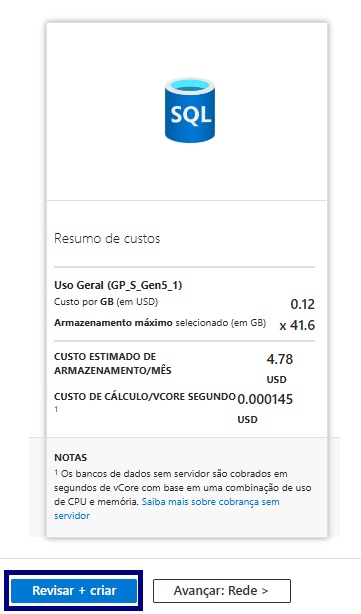 SQL
Resumo de custos
Uso Geral (GP_S_Gen5_1)
Custo por GB (em USD) 0.12
Armazenamento máximo selecionado (em GB) x 41.6
CUSTO ESTIMADO DE 4.78
ARMAZENAMENTO/MÊS
USD
CUSTO DE CÁLCULO/VCORE SEGUNDO 0.000145
1
USD
NOTAS
1 Os bancos de dados sem servidor são cobrados em
segundos de vCore com base em uma combinação de uso
de CPU e memória. Saiba mais sobre cobrança sem
servidor
Revisar + criar Avançar: Rede >